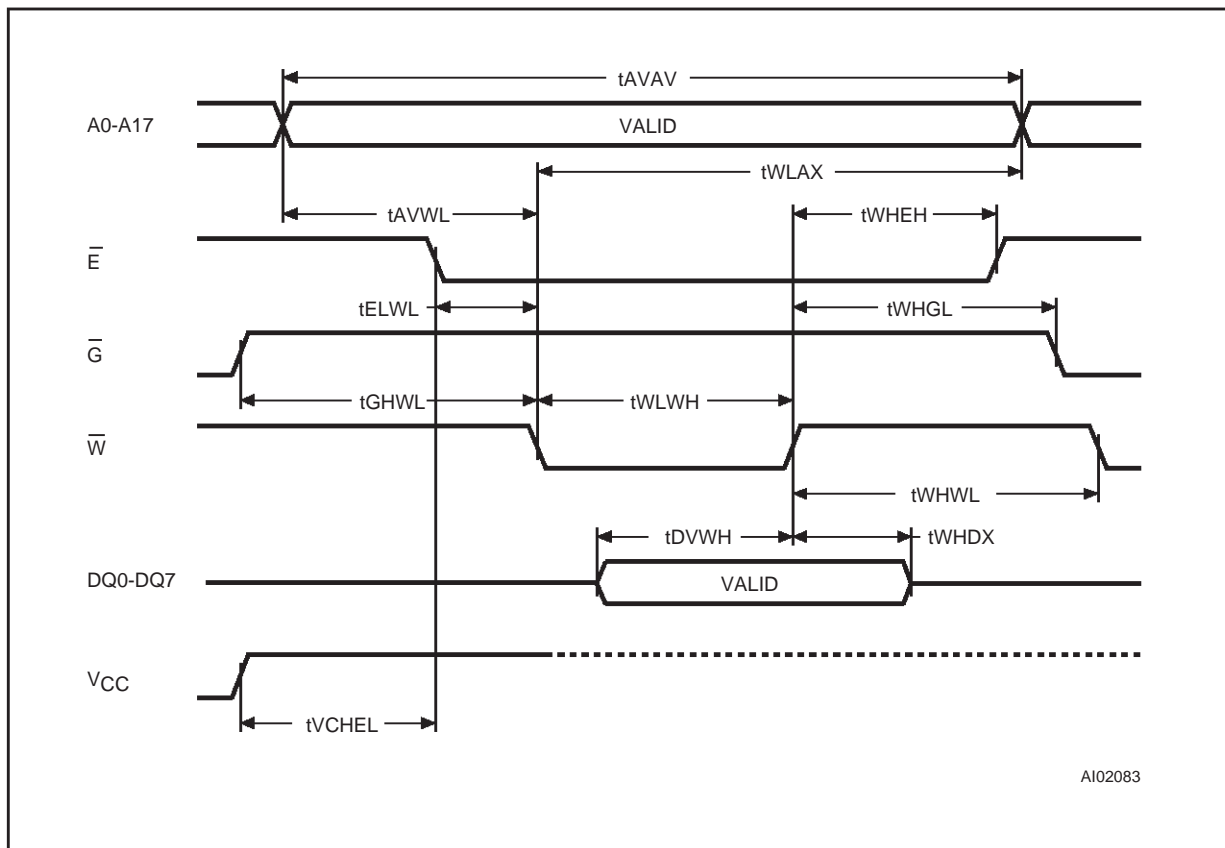 tAVAV
A0-A17
VALID
tWLAX
tAVWL
tWHEH
E̅
tELWL
tWHGL
G̅
tGHWL
tWLWH
W̅
tWHWL
tDVWH
tWHDX
DQ0-DQ7
VALID
VCC
tVCHEL
AI02083